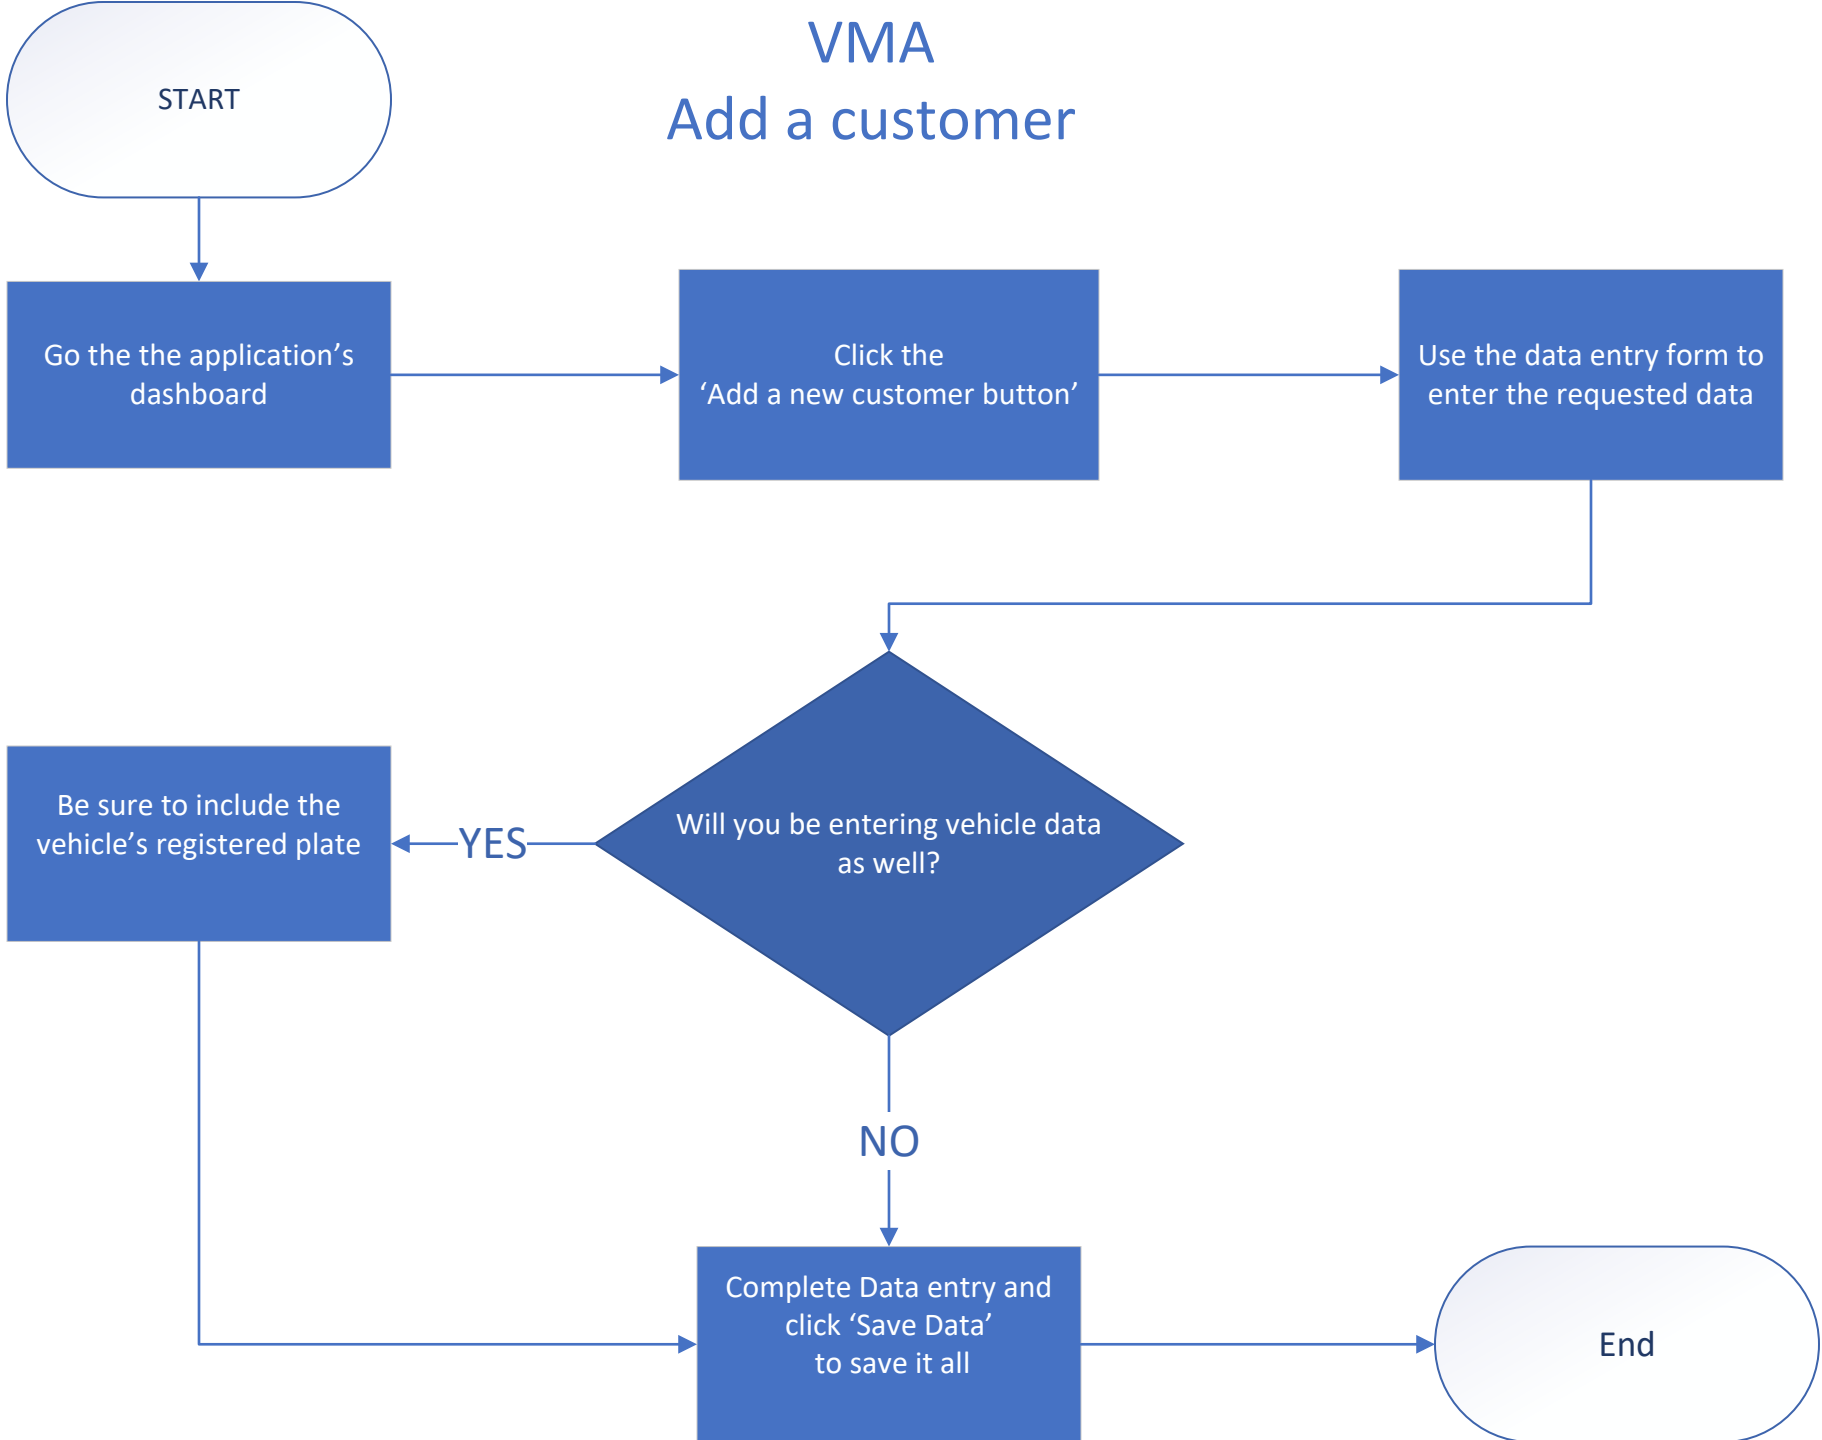 VMA
Add a customer
START
Go the the application’s
dashboard
Click the
‘Add a new customer button’
Use the data entry form to
enter the requested data
Will you be entering vehicle data
as well?
YES
Be sure to include the
vehicle’s registered plate
NO
Complete Data entry and
click ‘Save Data’
to save it all
End